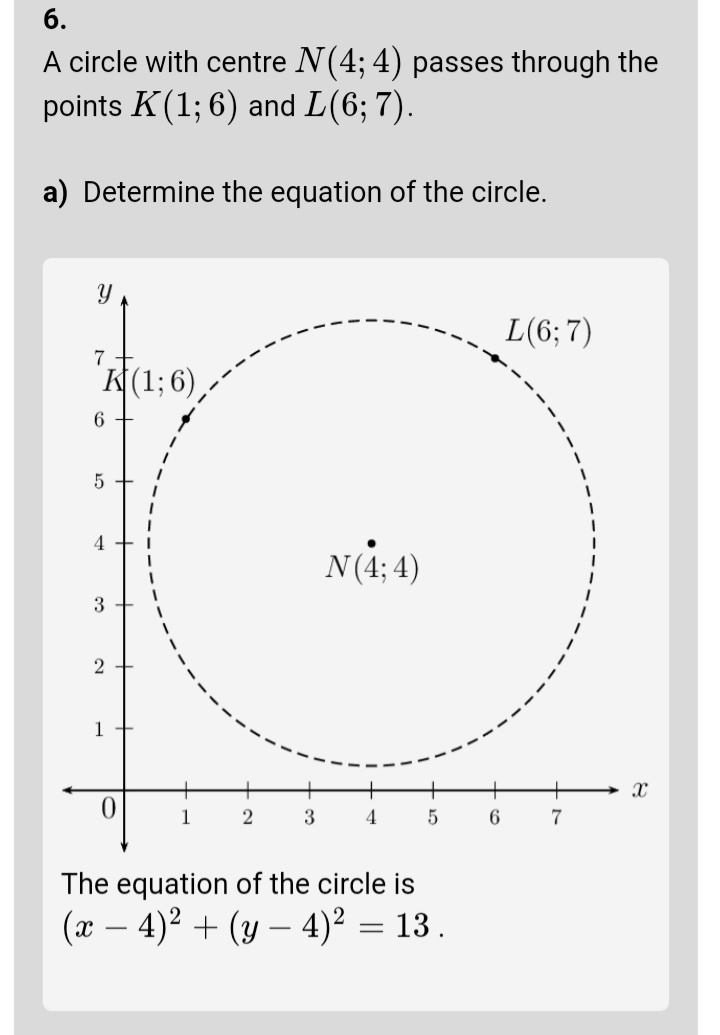 6.
A circle with centre N(4; 4) passes through the
points K(1; 6) and L(6; 7).
a) Determine the equation of the circle.
y
L(6; 7)
7
K(1; 6)
6
5
4
N(4; 4)
3
2
1
x
0
1 2 3 4 5 6 7
The equation of the circle is
(x − 4)² + (y − 4)² = 13 .